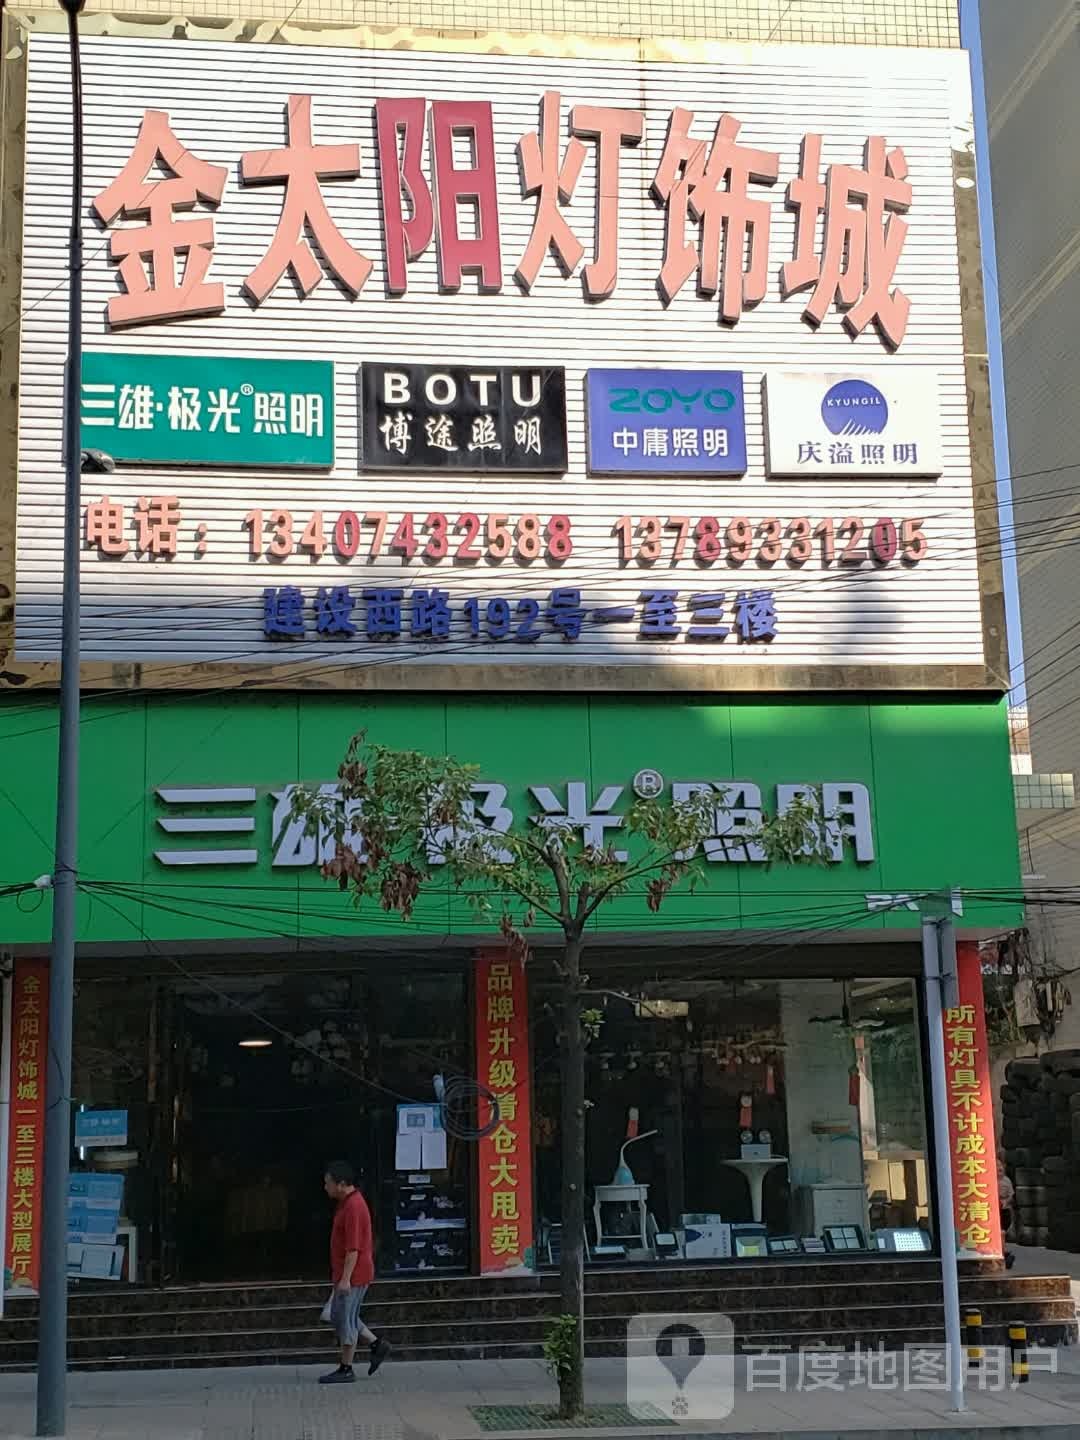 金太阳灯饰城
三雄·极光®照明
BOTU
博途照明
ZOYO
中庸照明
KYUNGIL
庆溢照明
电话：13407432588 13789331205
建设西路192号一至三楼
三雄·极光®照明
金太阳灯饰城一至三楼大型展厅
品牌升级清仓大甩卖
所有灯具不计成本大清仓
百度地图用户